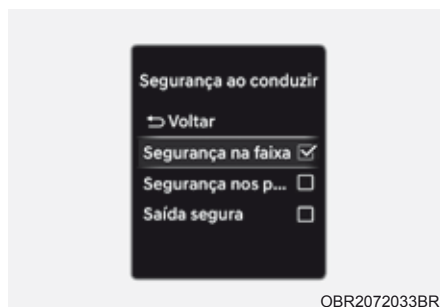 Segurança ao conduzir
Voltar
Segurança na faixa
Segurança nos p...
Saída segura
OBR2072033BR